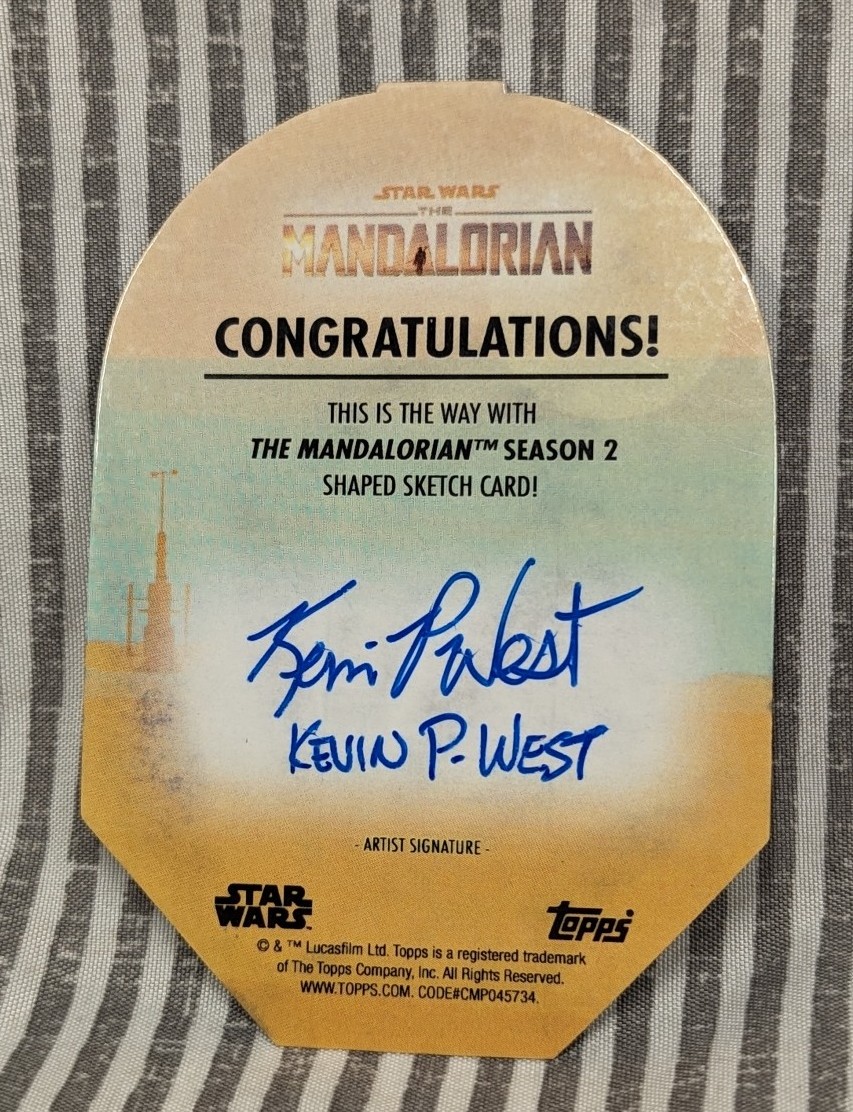 STAR WARS
THE
MANDALORIAN
CONGRATULATIONS!
THIS IS THE WAY WITH
THE MANDALORIAN™ SEASON 2
SHAPED SKETCH CARD!
Kevin P West
KEVIN P. WEST
- ARTIST SIGNATURE -
STAR WARS
topps
© & ™ Lucasfilm Ltd. Topps is a registered trademark
of The Topps Company, Inc. All Rights Reserved.
WWW.TOPPS.COM. CODE#CMP045734.